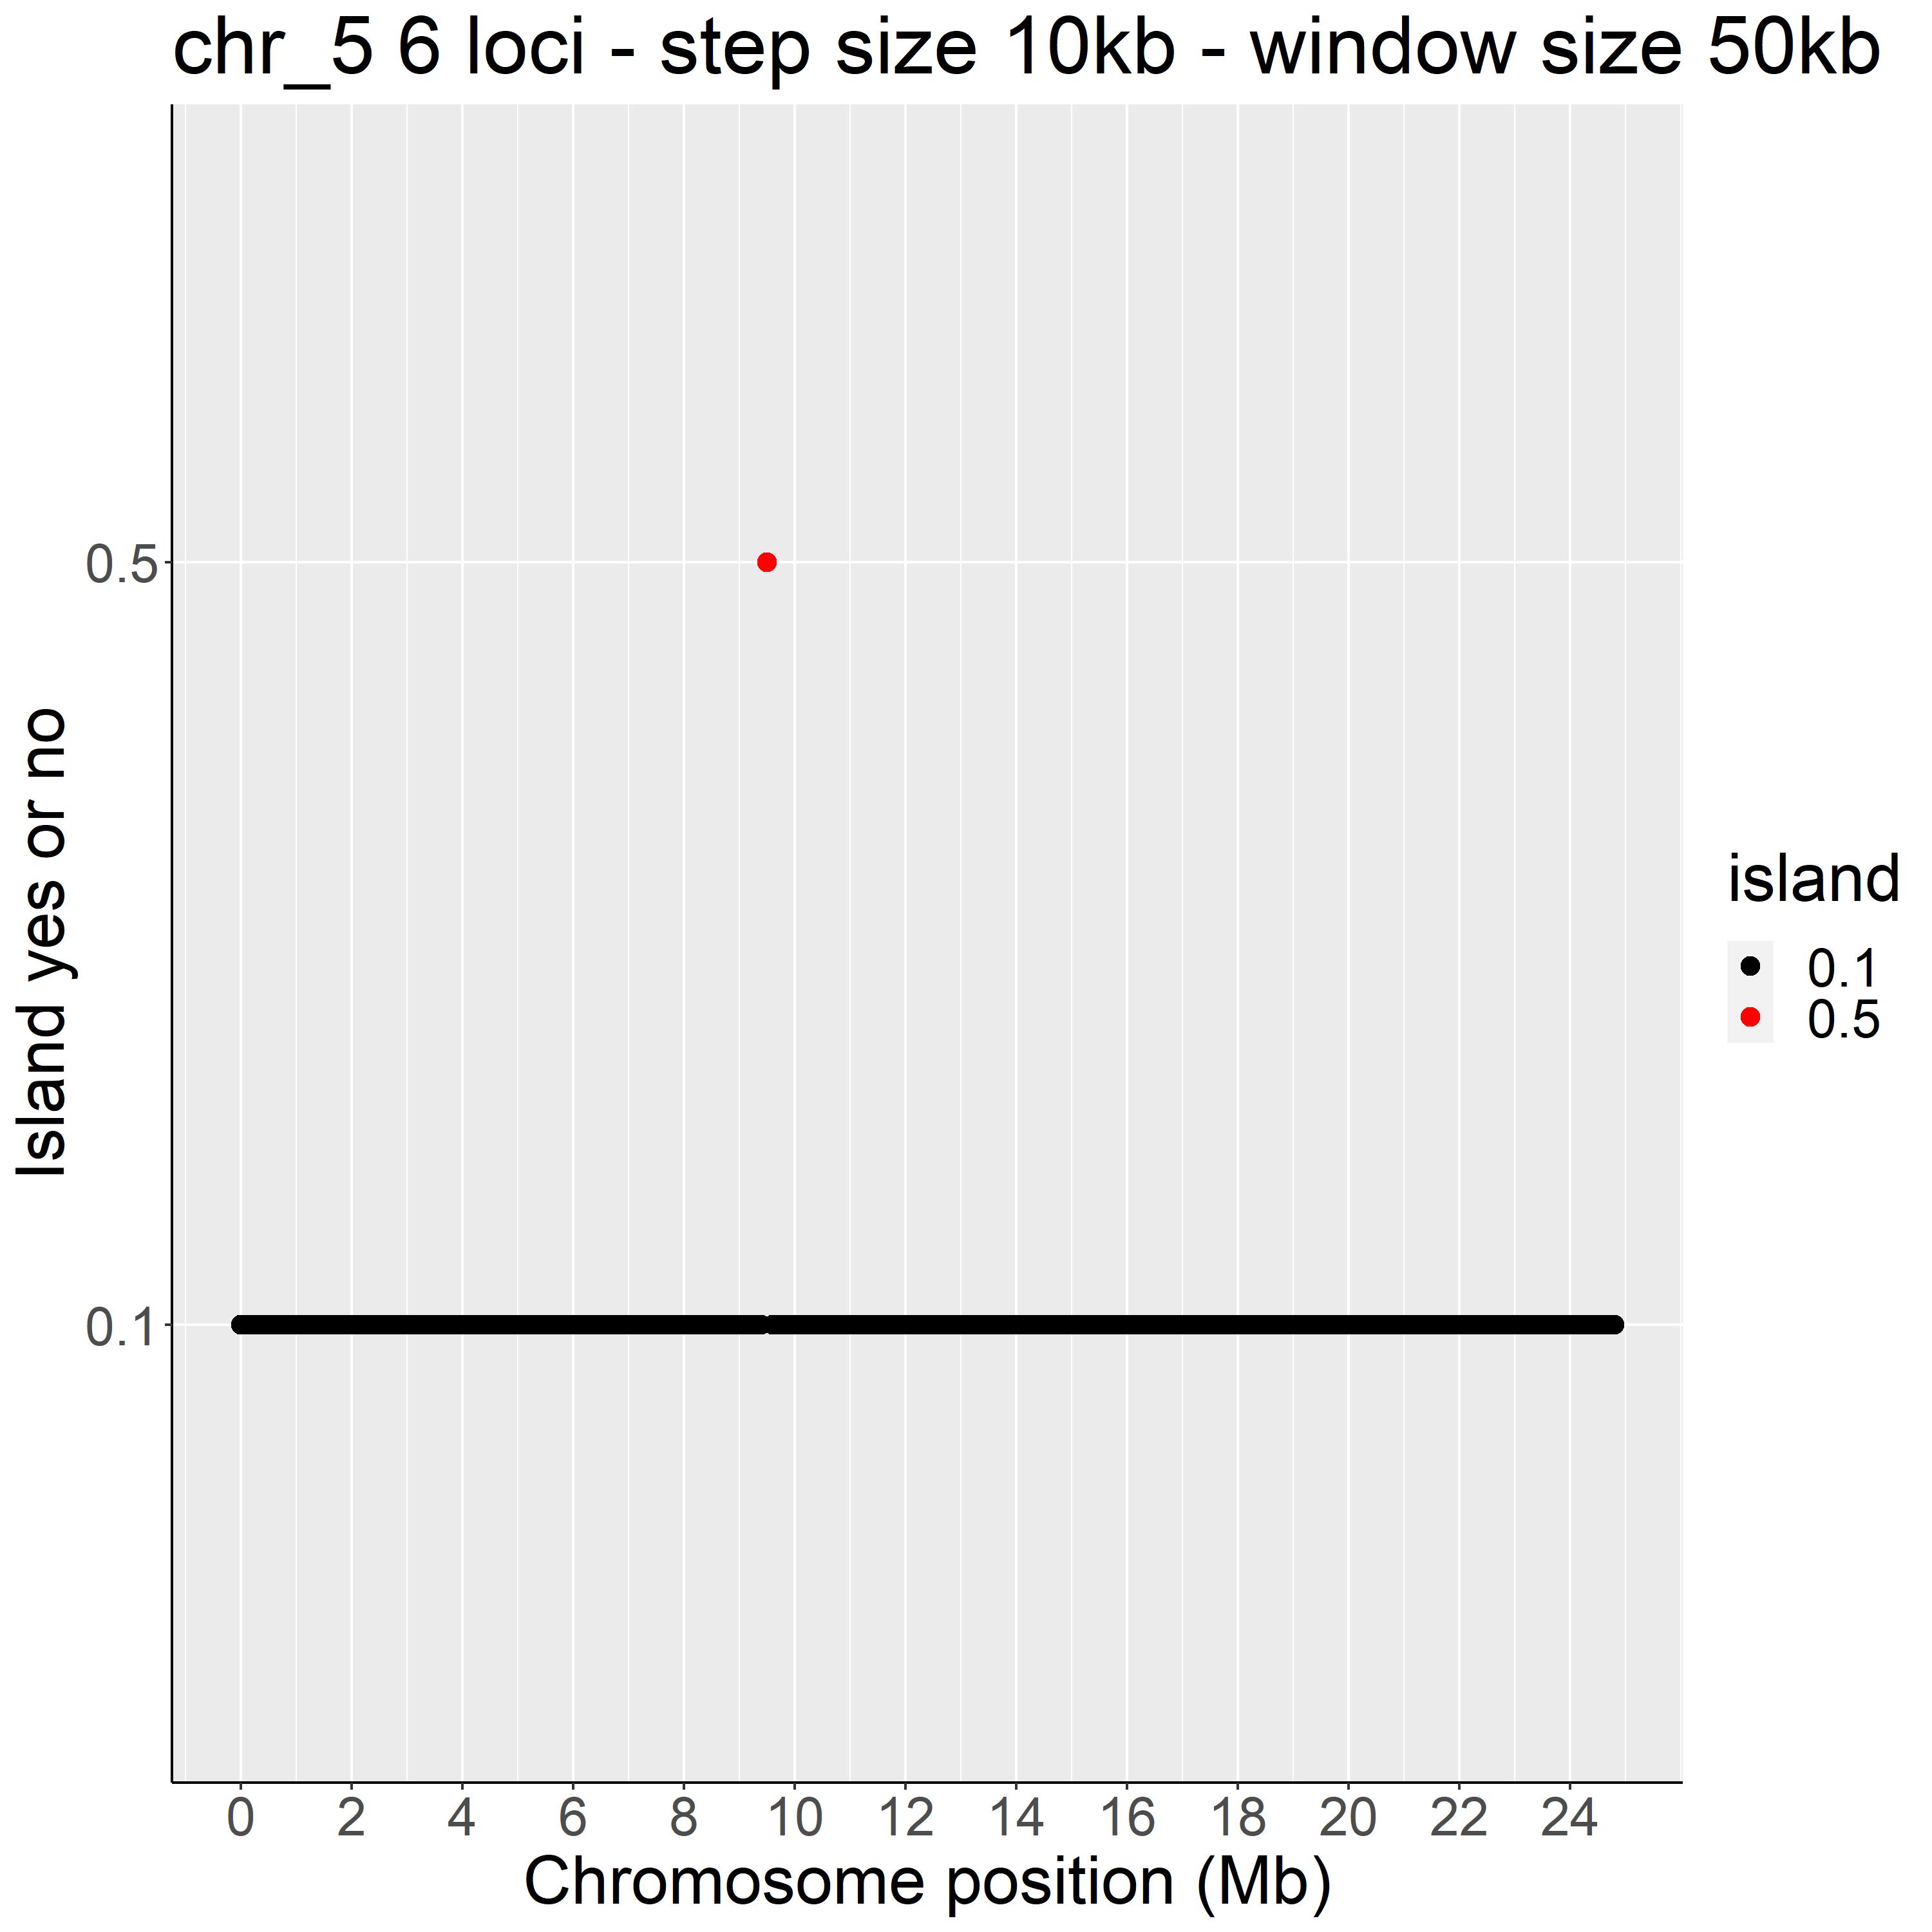 chr_5 6 loci - step size 10kb - window size 50kb
Island yes or no
0.5
0.1
0 2 4 6 8 10 12 14 16 18 20 22 24
Chromosome position (Mb)
island
0.1
0.5